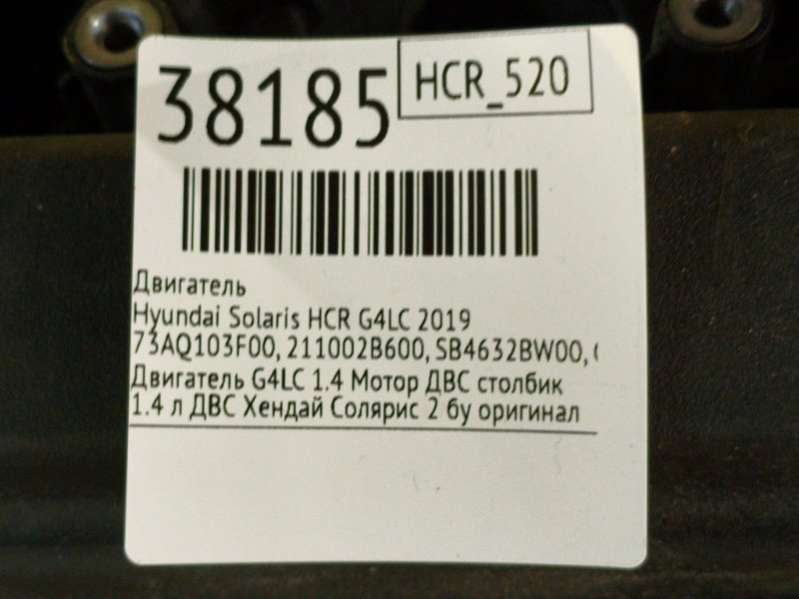 38185
HCR_520
Двигатель
Hyundai Solaris HCR G4LC 2019
73AQ103F00, 211002B600, SB4632BW00,
Двигатель G4LC 1.4 Мотор ДВС столбик
1.4 л ДВС Хендай Солярис 2 бу оригинал